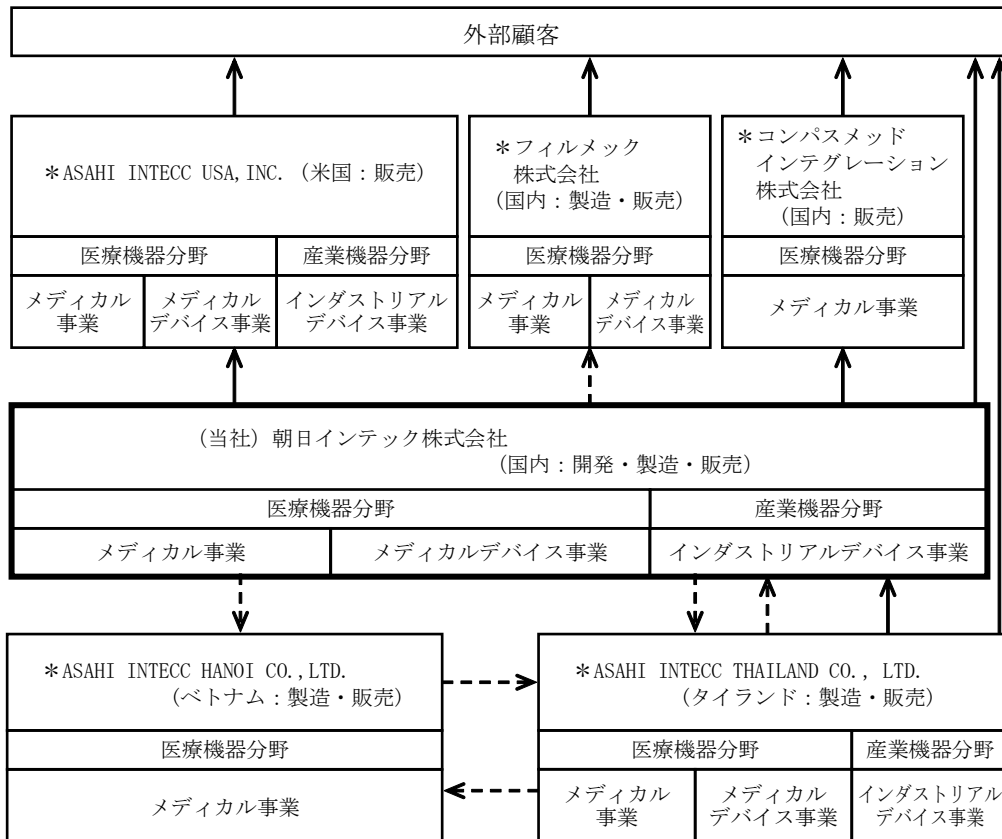 外部顧客
＊ASAHI INTECC USA,INC.（米国：販売）
医療機器分野
産業機器分野
メディカル
事業
メディカル
デバイス事業
インダストリアル
デバイス事業
＊フィルメック
株式会社
（国内：製造・販売）
医療機器分野
メディカル
事業
メディカル
デバイス事業
＊コンパスメッド
インテグレーション
株式会社
（国内：販売）
医療機器分野
メディカル事業
（当社）朝日インテック株式会社
（国内：開発・製造・販売）
医療機器分野
産業機器分野
メディカル事業
メディカルデバイス事業
インダストリアルデバイス事業
＊ASAHI INTECC HANOI CO.,LTD.
（ベトナム：製造・販売）
医療機器分野
メディカル事業
＊ASAHI INTECC THAILAND CO., LTD.
（タイランド：製造・販売）
医療機器分野
産業機器分野
メディカル
事業
メディカル
デバイス事業
インダストリアル
デバイス事業